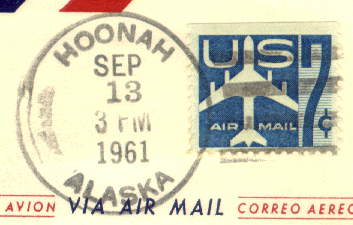 HOONAH
SEP
13
3 PM
1961
ALASKA
US 7¢
AIR MAIL
AVION VIA AIR MAIL CORREO AEREO